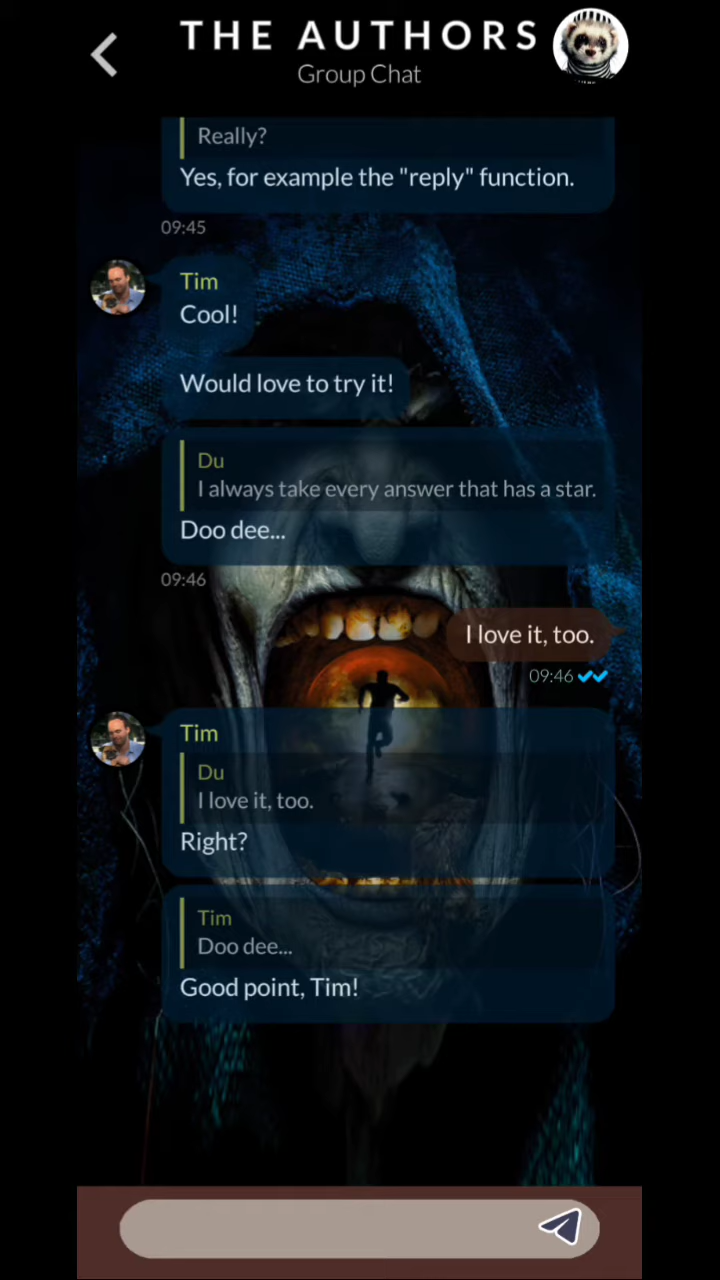 THE AUTHORS
Group Chat
Really?
Yes, for example the "reply" function.
09:45
Tim
Cool!
Would love to try it!
Du
I always take every answer that has a star.
Doo dee...
09:46
I love it, too.
09:46
Tim
Du
I love it, too.
Right?
Tim
Doo dee...
Good point, Tim!